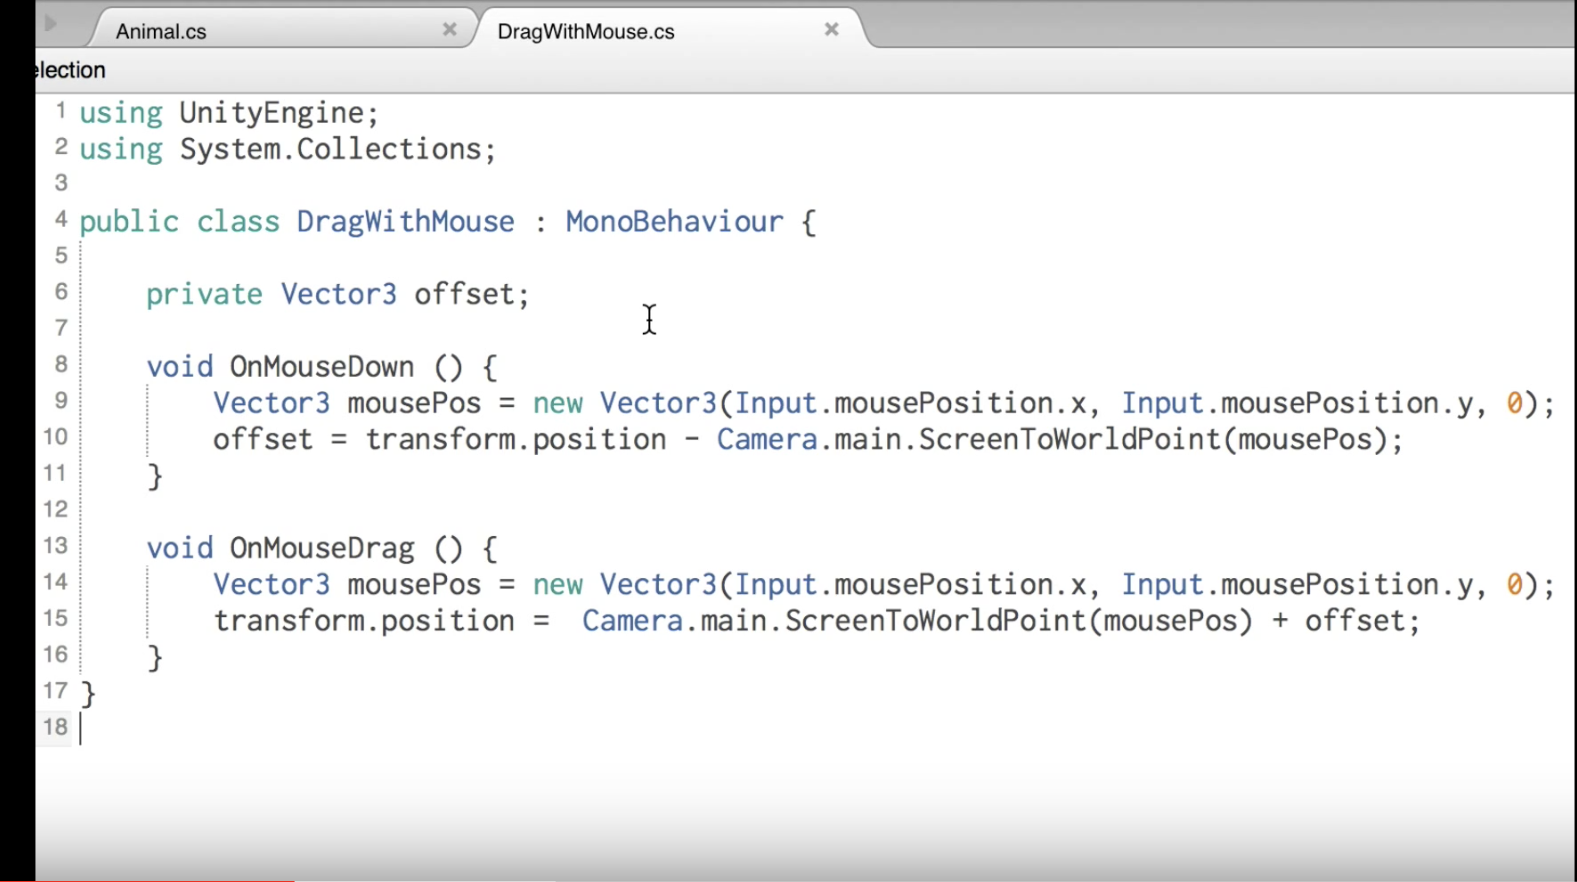 Animal.cs × DragWithMouse.cs ×
election
1 using UnityEngine;
2 using System.Collections;
3
4 public class DragWithMouse : MonoBehaviour {
5
6 private Vector3 offset;
7
8 void OnMouseDown () {
9 Vector3 mousePos = new Vector3(Input.mousePosition.x, Input.mousePosition.y, 0);
10 offset = transform.position - Camera.main.ScreenToWorldPoint(mousePos);
11 }
12
13 void OnMouseDrag () {
14 Vector3 mousePos = new Vector3(Input.mousePosition.x, Input.mousePosition.y, 0);
15 transform.position =  Camera.main.ScreenToWorldPoint(mousePos) + offset;
16 }
17 }
18